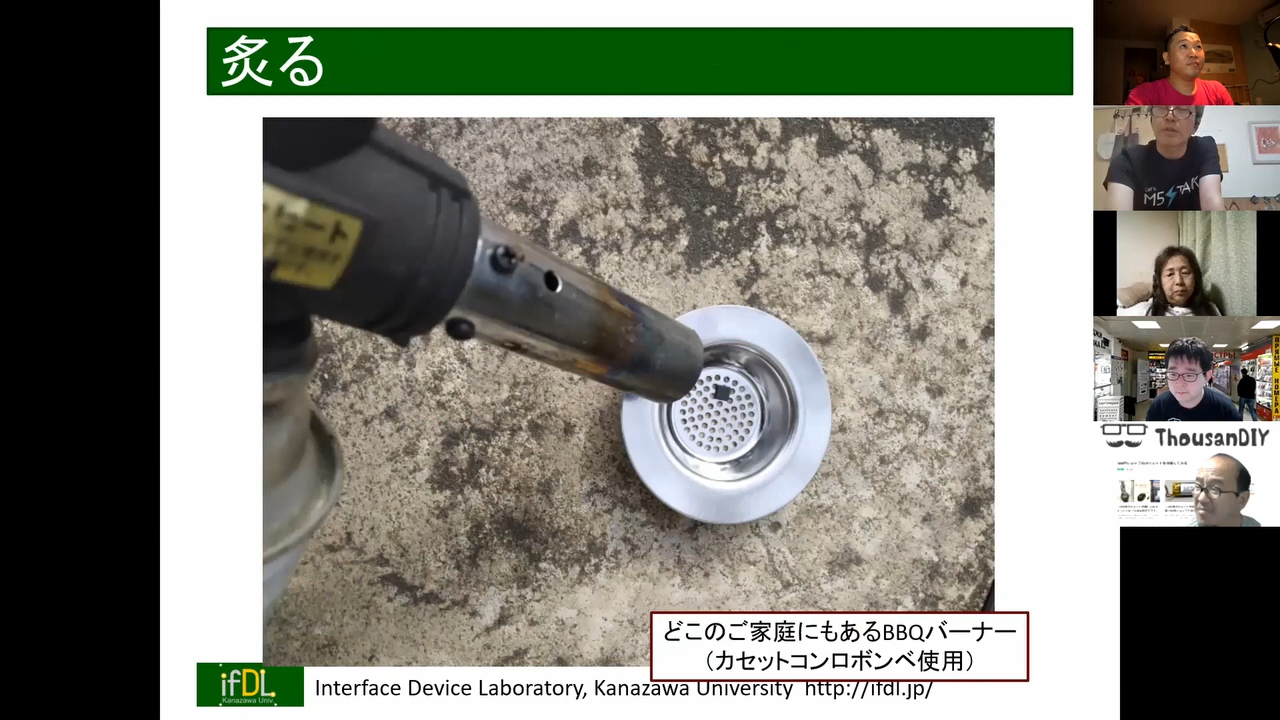 炙る
どこのご家庭にもあるBBQバーナー
（カセットコンロボンベ使用）
ifDL
Kanazawa Univ.
Interface Device Laboratory, Kanazawa University http://ifdl.jp/
Let's
M5STAK
ThousanDIY